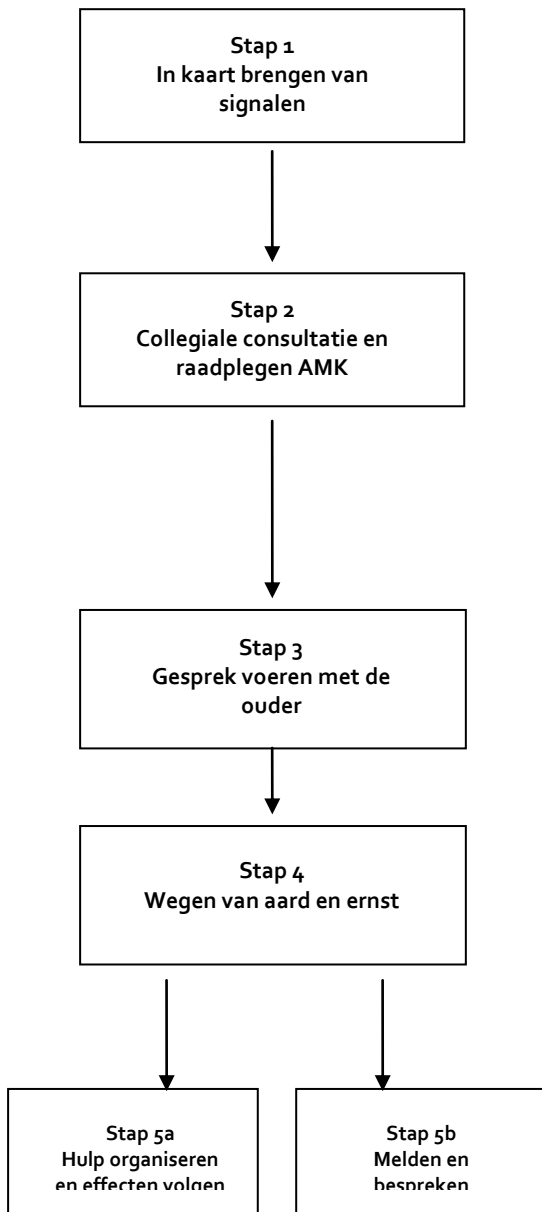 Stap 1
In kaart brengen van
signalen
Stap 2
Collegiale consultatie en
raadplegen AMK
Stap 3
Gesprek voeren met de
ouder
Stap 4
Wegen van aard en ernst
Stap 5a
Hulp organiseren
en effecten volgen
Stap 5b
Melden en
bespreken